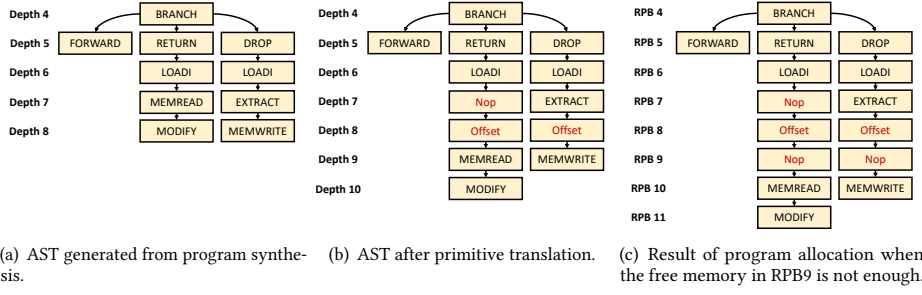 Depth 4 BRANCH
Depth 5 FORWARD RETURN DROP
Depth 6 LOADI LOADI
Depth 7 MEMREAD EXTRACT
Depth 8 MODIFY MEMWRITE
(a) AST generated from program synthe-
sis.
Depth 4 BRANCH
Depth 5 FORWARD RETURN DROP
Depth 6 LOADI LOADI
Depth 7 Nop EXTRACT
Depth 8 Offset Offset
Depth 9 MEMREAD MEMWRITE
Depth 10 MODIFY
(b) AST after primitive translation.
RPB 4 BRANCH
RPB 5 FORWARD RETURN DROP
RPB 6 LOADI LOADI
RPB 7 Nop EXTRACT
RPB 8 Offset Offset
RPB 9 Nop Nop
RPB 10 MEMREAD MEMWRITE
RPB 11 MODIFY
(c) Result of program allocation when
the free memory in RPB9 is not enough.